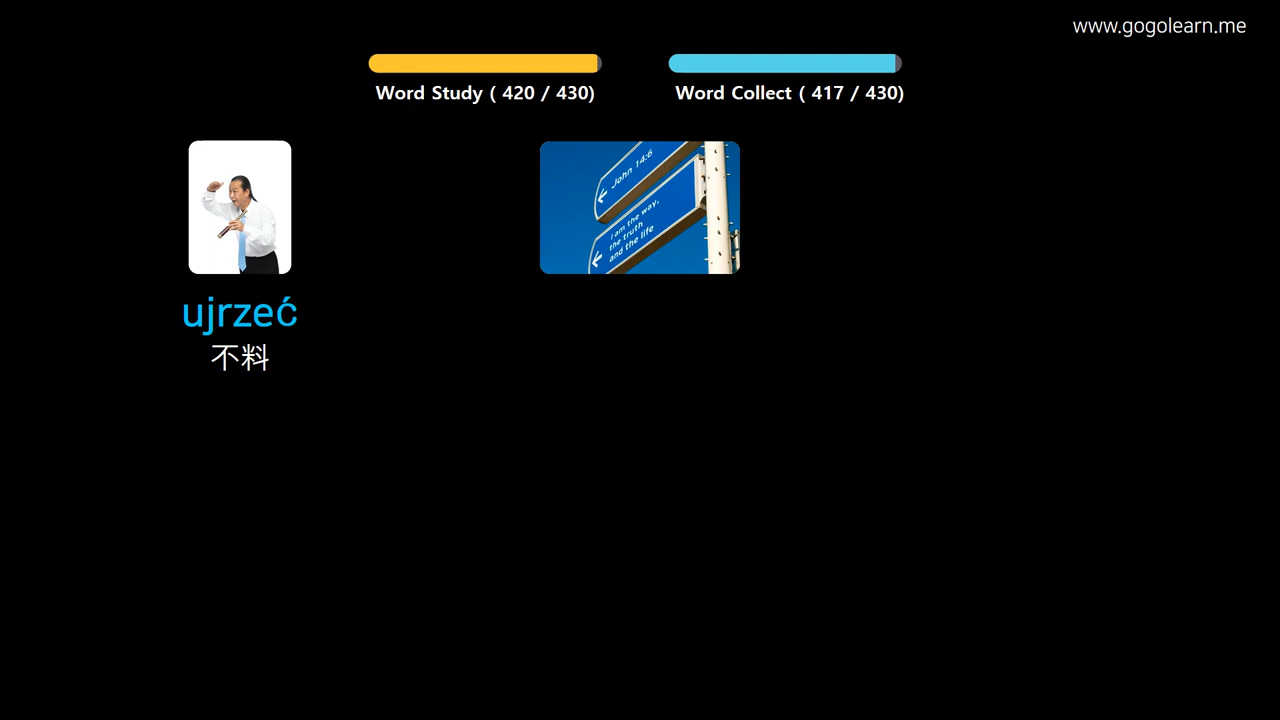 www.gogolearn.me
Word Study ( 420 / 430)
Word Collect ( 417 / 430)
John 14:6
I am the way,
the truth
and the life
ujrzeć
不料